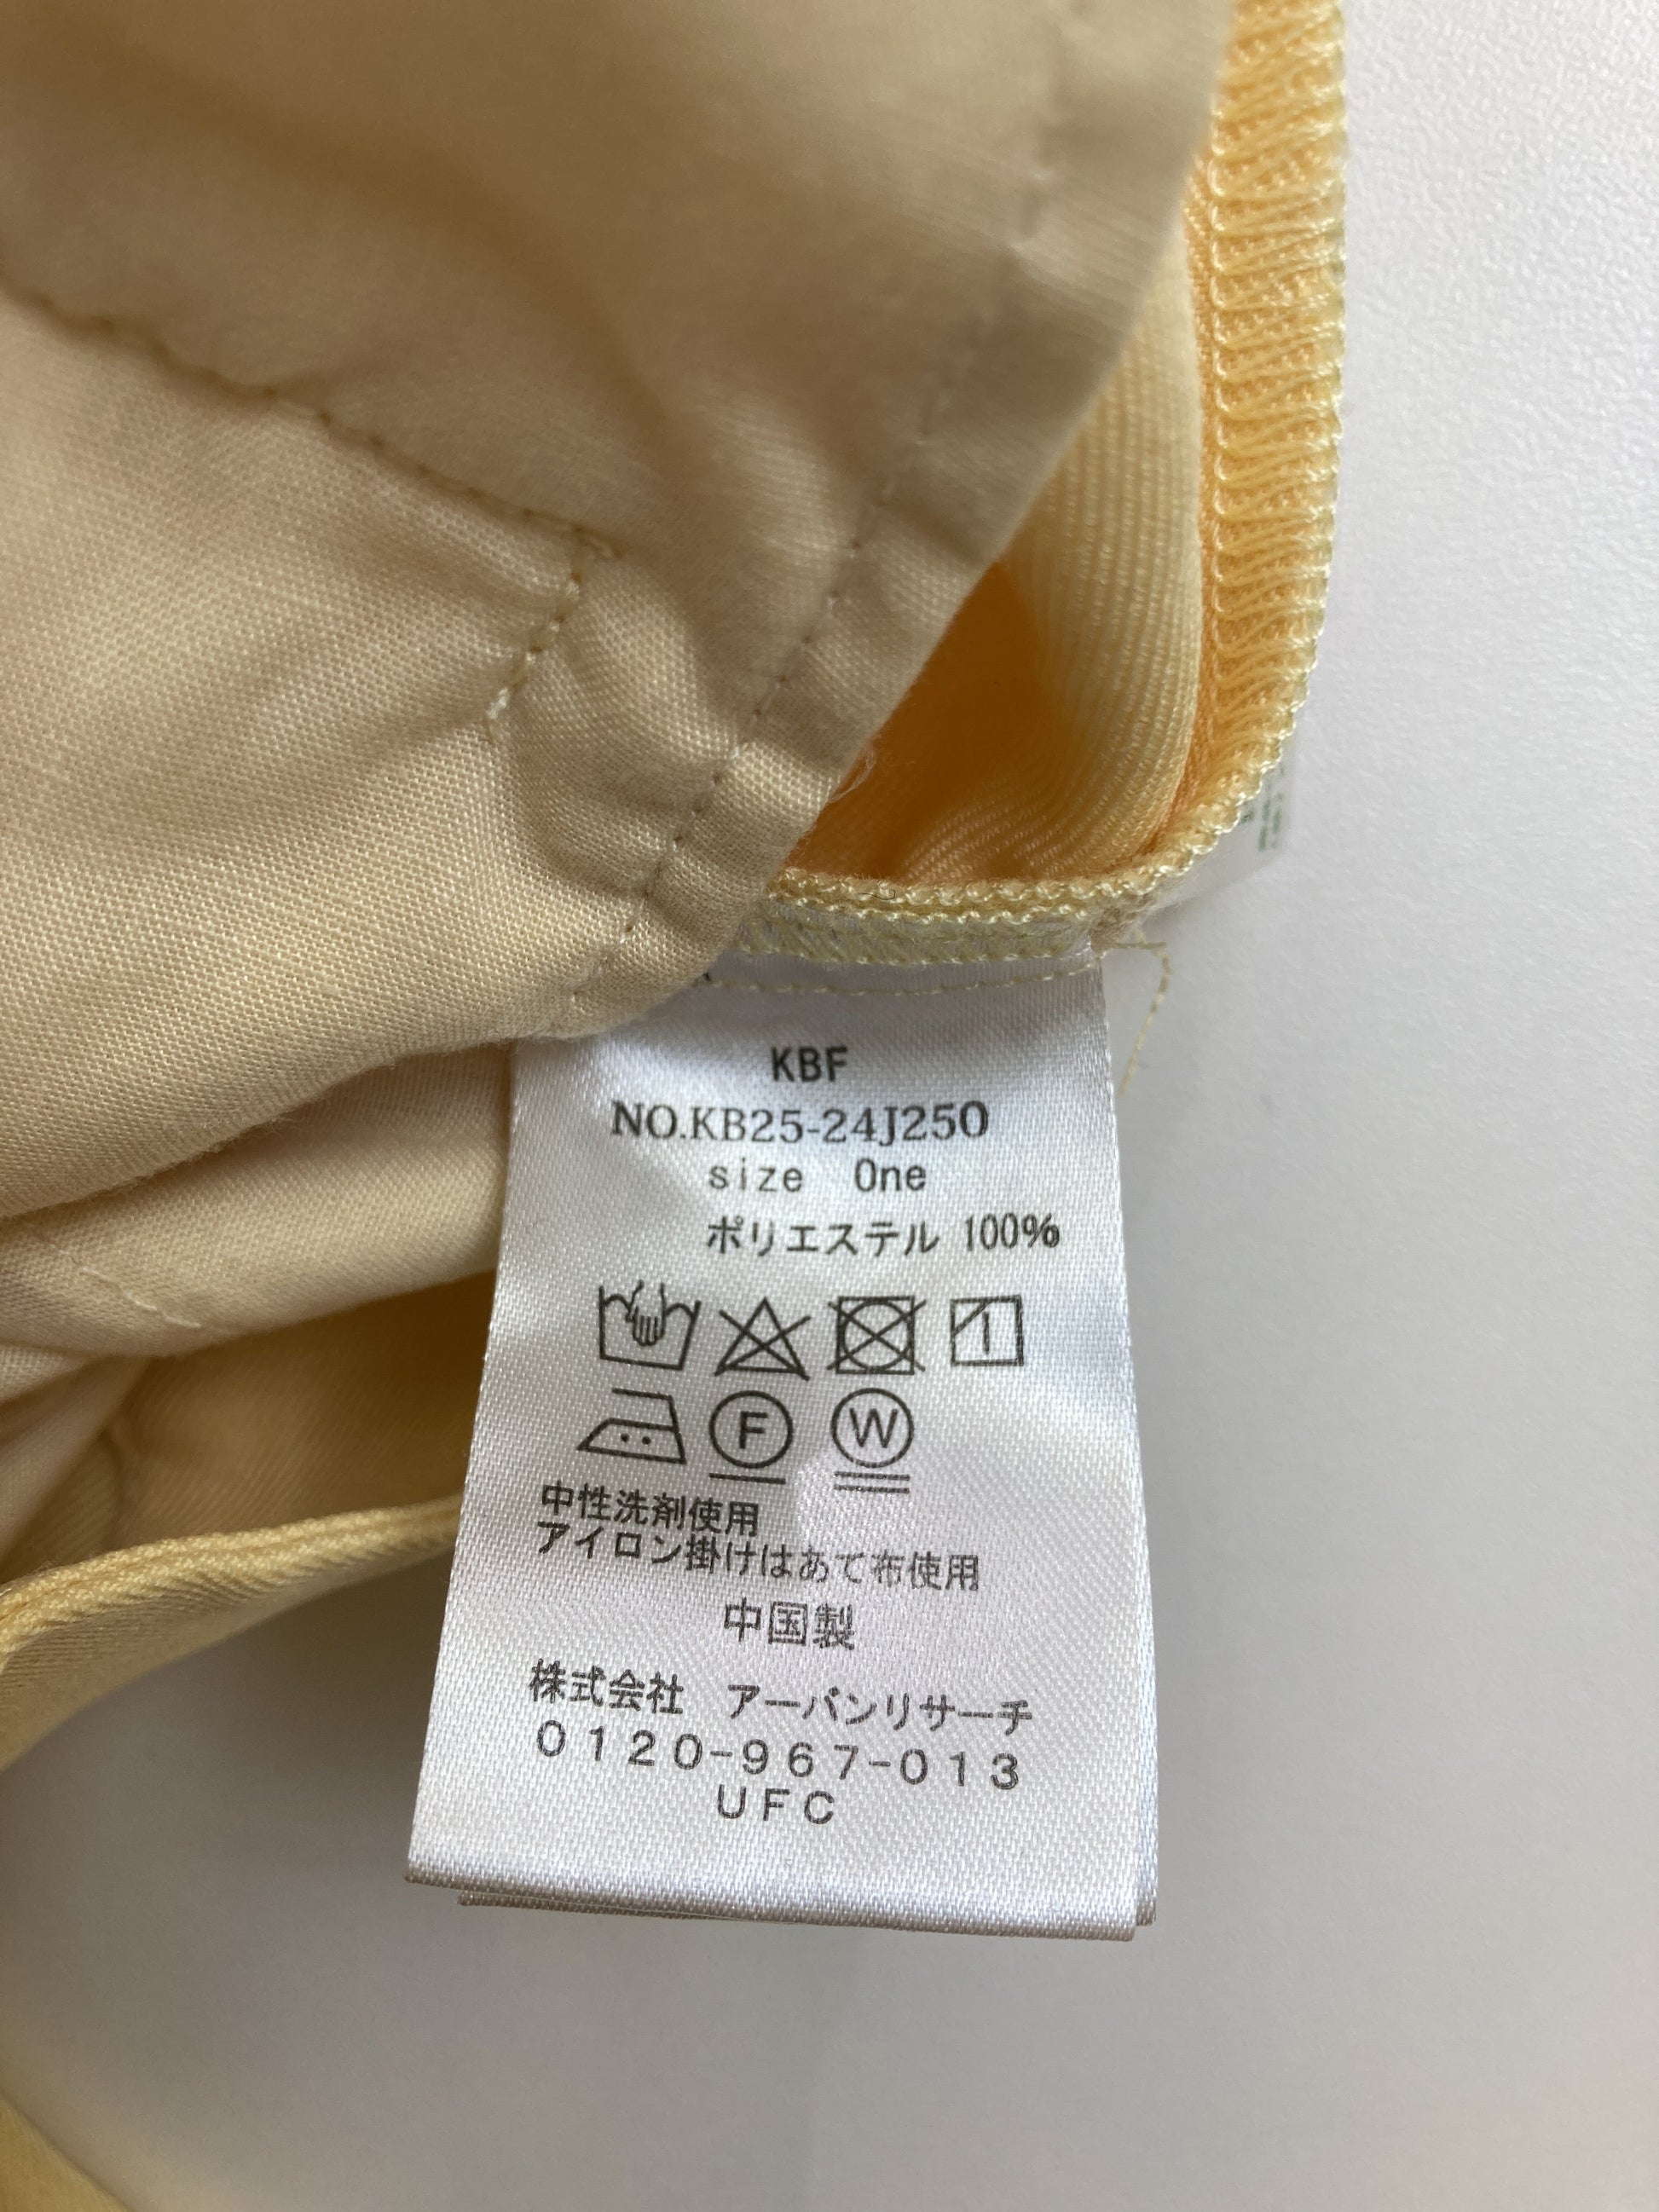 KBF
NO.KB25-24J250
size One
ポリエステル 100%
F W
中性洗剤使用
アイロン掛けはあて布使用
中国製
株式会社 アーバンリサーチ
0120-967-013
UFC